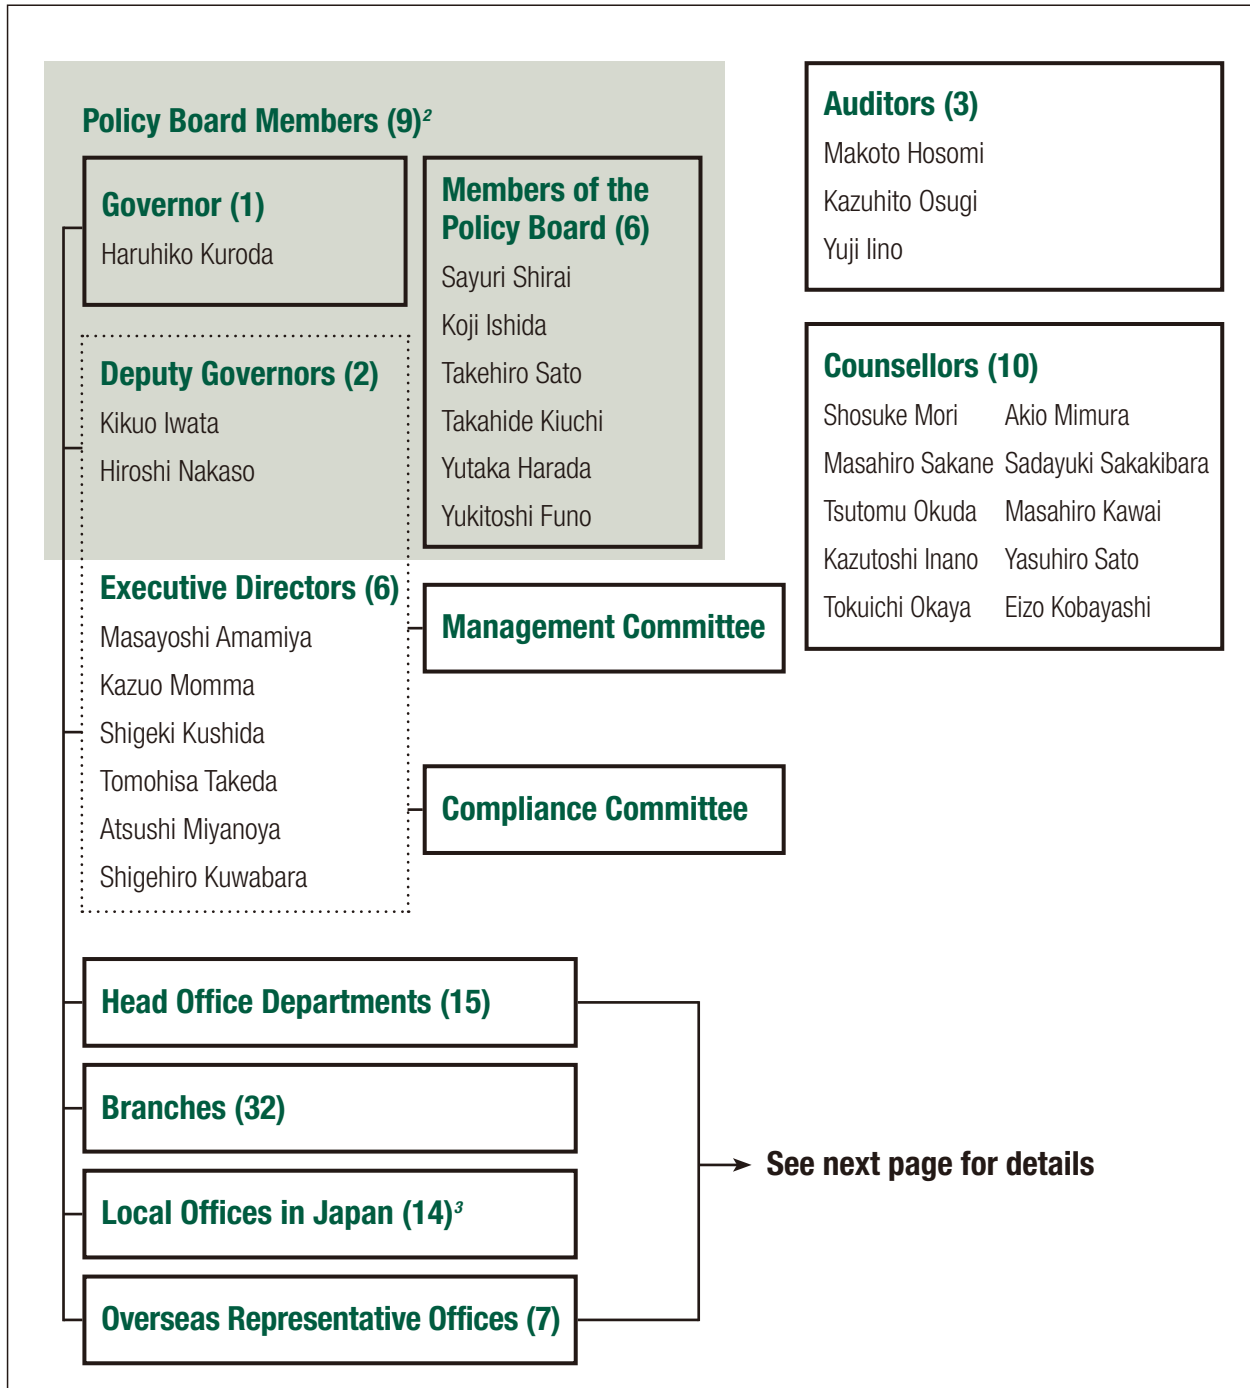 Policy Board Members (9)²
Governor (1)
Haruhiko Kuroda
Members of the
Policy Board (6)
Sayuri Shirai
Koji Ishida
Takehiro Sato
Takahide Kiuchi
Yutaka Harada
Yukitoshi Funo
Deputy Governors (2)
Kikuo Iwata
Hiroshi Nakaso
Executive Directors (6)
Masayoshi Amamiya
Kazuo Momma
Shigeki Kushida
Tomohisa Takeda
Atsushi Miyanoya
Shigehiro Kuwabara
Management Committee
Compliance Committee
Auditors (3)
Makoto Hosomi
Kazuhito Osugi
Yuji Iino
Counsellors (10)
Shosuke Mori Akio Mimura
Masahiro Sakane Sadayuki Sakakibara
Tsutomu Okuda Masahiro Kawai
Kazutoshi Inano Yasuhiro Sato
Tokuichi Okaya Eizo Kobayashi
Head Office Departments (15)
Branches (32)
Local Offices in Japan (14)³
Overseas Representative Offices (7)
See next page for details